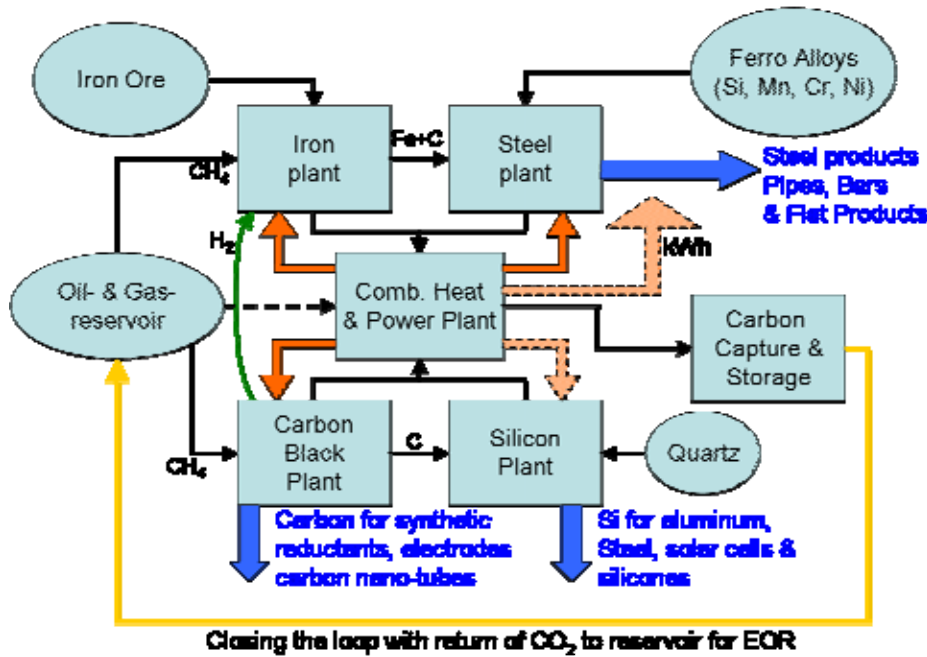 Iron Ore
Ferro Alloys
(Si, Mn, Cr, Ni)
Iron
plant
Fe+C
Steel
plant
CH₄
Steel products
Pipes, Bars
& Flat Products
H₂
kWh
Oil- & Gas-
reservoir
Comb. Heat
& Power Plant
Carbon
Capture &
Storage
Carbon
Black
Plant
C
Silicon
Plant
Quartz
CH₄
Carbon for synthetic
reductants, electrodes
carbon nano-tubes
Si for aluminum,
Steel, solar cells &
silicones
Closing the loop with return of CO₂ to reservoir for EOR